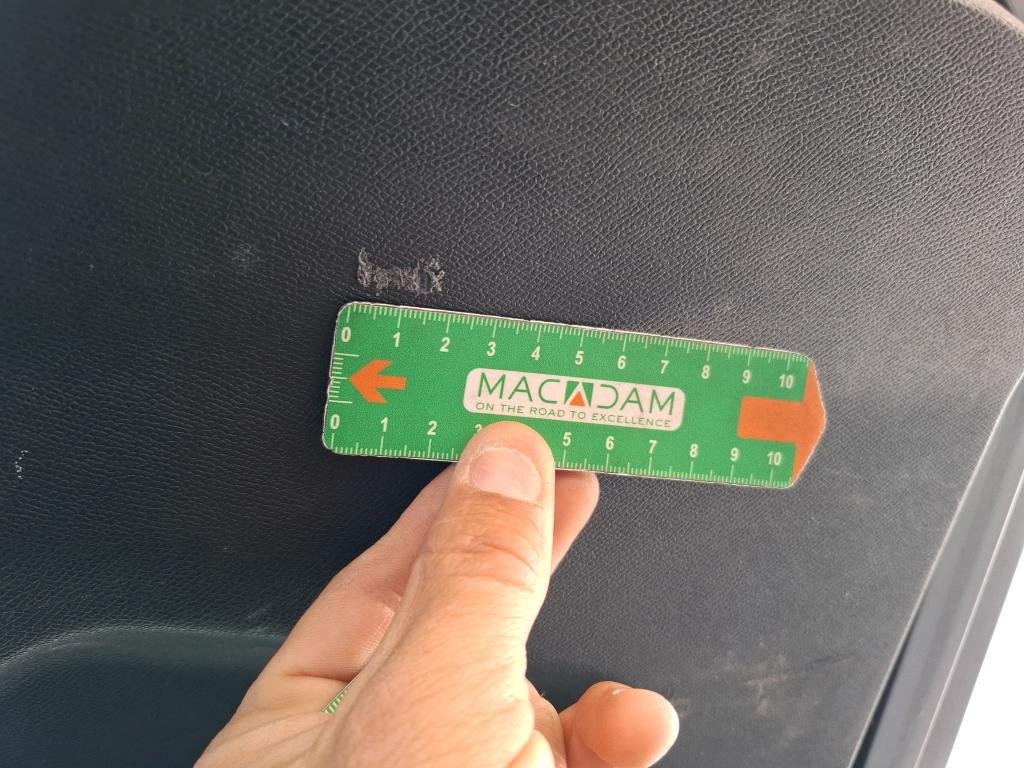 0 1 2 3 4 5 6 7 8 9 10
MACADAM
ON THE ROAD TO EXCELLENCE
0 1 2 3 5 6 7 8 9 10